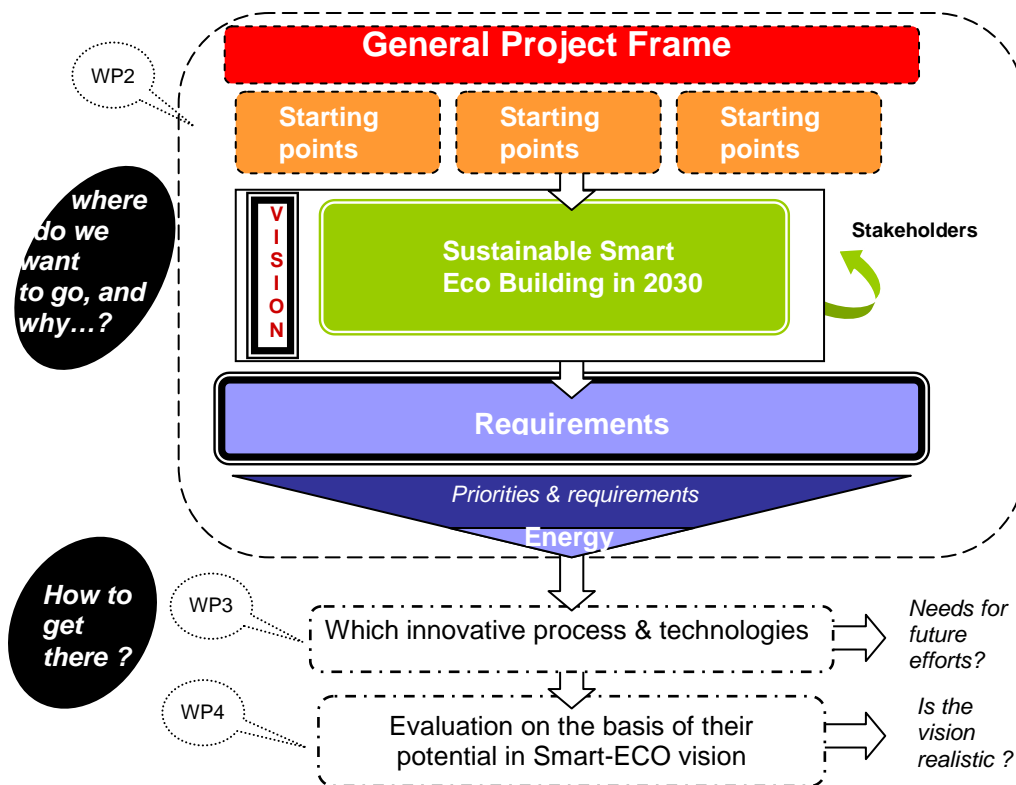 General Project Frame
WP2
Starting
points
Starting
points
Starting
points
where
do we
want
to go, and
why…?
V
I
S
I
O
N
Sustainable Smart
Eco Building in 2030
Stakeholders
Requirements
Priorities & requirements
Energy
How to
get
there ?
WP3
Which innovative process & technologies
Needs for
future
efforts?
WP4
Evaluation on the basis of their
potential in Smart-ECO vision
Is the
vision
realistic ?